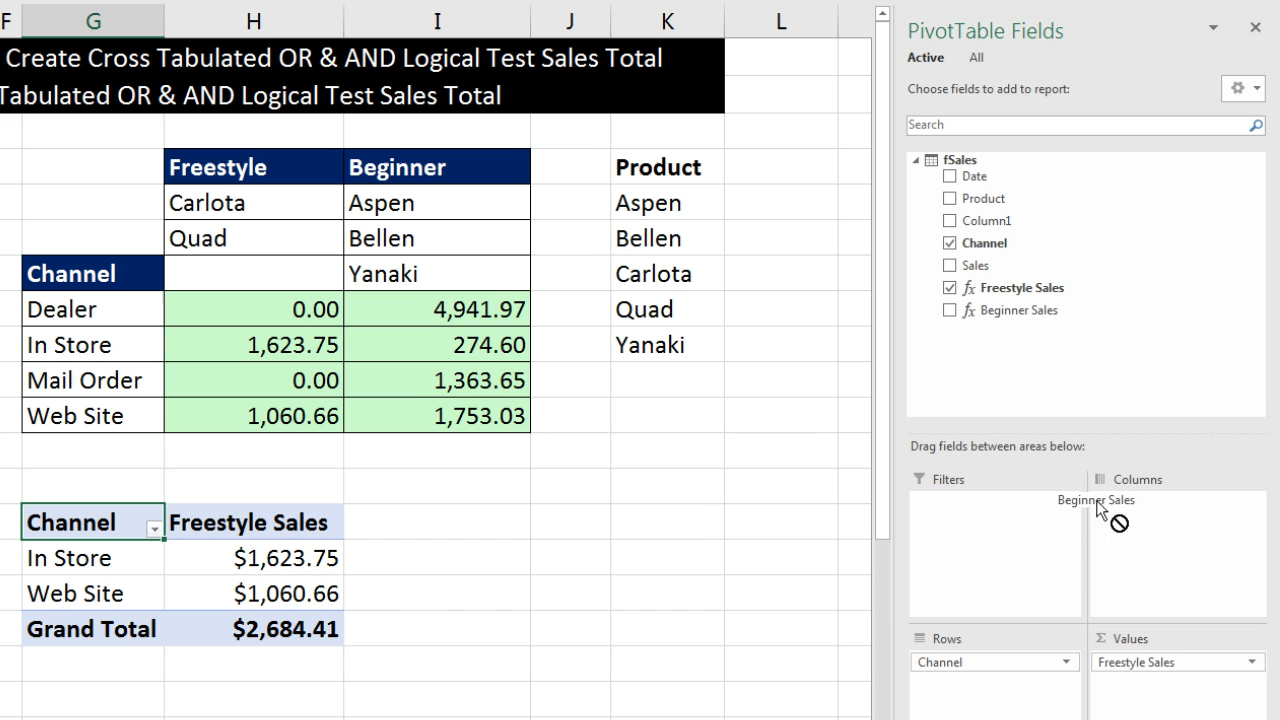 F G H I J K L
Create Cross Tabulated OR & AND Logical Test Sales Total
Tabulated OR & AND Logical Test Sales Total
Freestyle Beginner Product
Carlota Aspen Aspen
Quad Bellen Bellen
Channel Yanaki Carlota
Dealer 0.00 4,941.97 Quad
In Store 1,623.75 274.60 Yanaki
Mail Order 0.00 1,363.65
Web Site 1,060.66 1,753.03
Channel Freestyle Sales
In Store $1,623.75
Web Site $1,060.66
Grand Total $2,684.41
PivotTable Fields
Active All
Choose fields to add to report:
Search
fSales
Date
Product
Column1
Channel
Sales
fx Freestyle Sales
fx Beginner Sales
Drag fields between areas below:
Filters Columns
Beginner Sales
Rows Σ Values
Channel Freestyle Sales